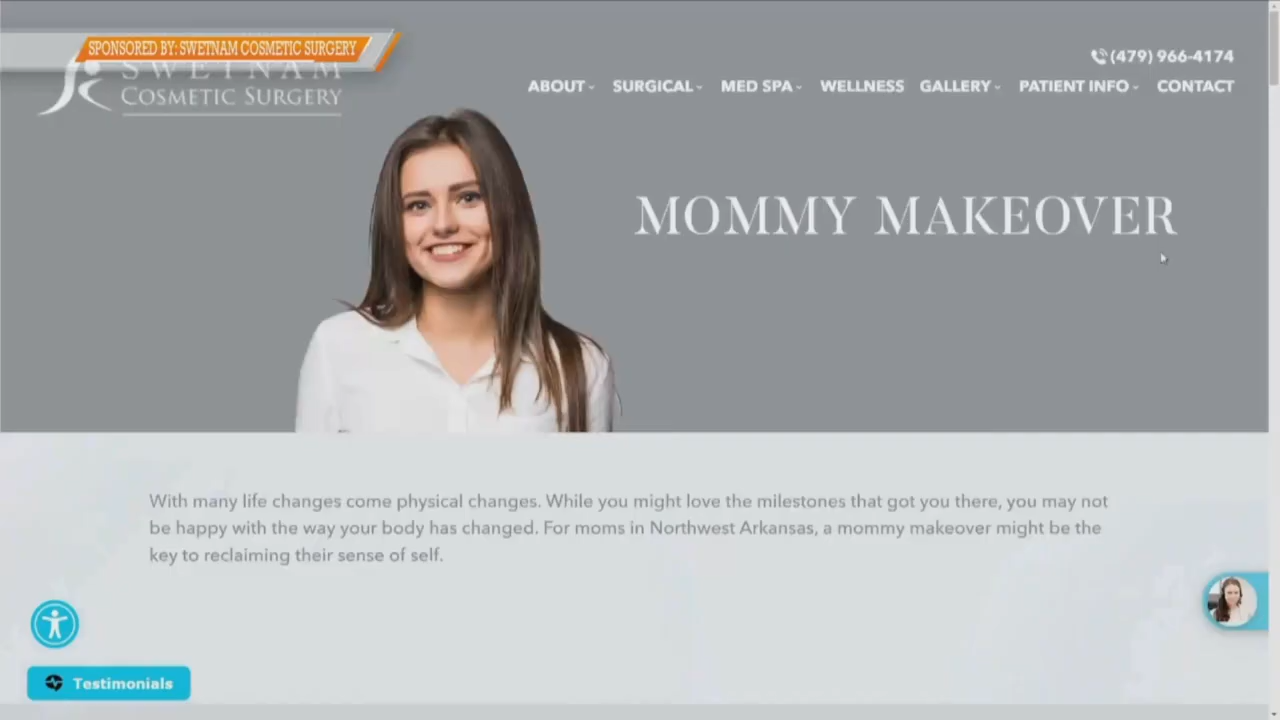 SPONSORED BY: SWETNAM COSMETIC SURGERY
SWETNAM
COSMETIC SURGERY
(479) 966-4174
ABOUT SURGICAL MED SPA WELLNESS GALLERY PATIENT INFO CONTACT
MOMMY MAKEOVER
With many life changes come physical changes. While you might love the milestones that got you there, you may not
be happy with the way your body has changed. For moms in Northwest Arkansas, a mommy makeover might be the
key to reclaiming their sense of self.
Testimonials